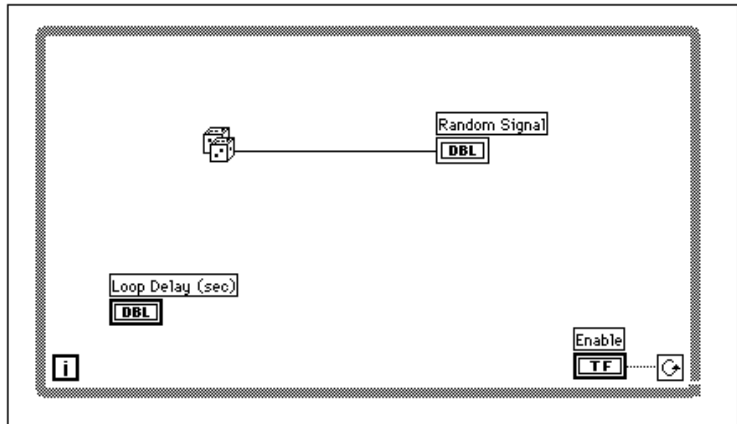 Random Signal
DBL
Loop Delay (sec)
DBL
Enable
TF
i